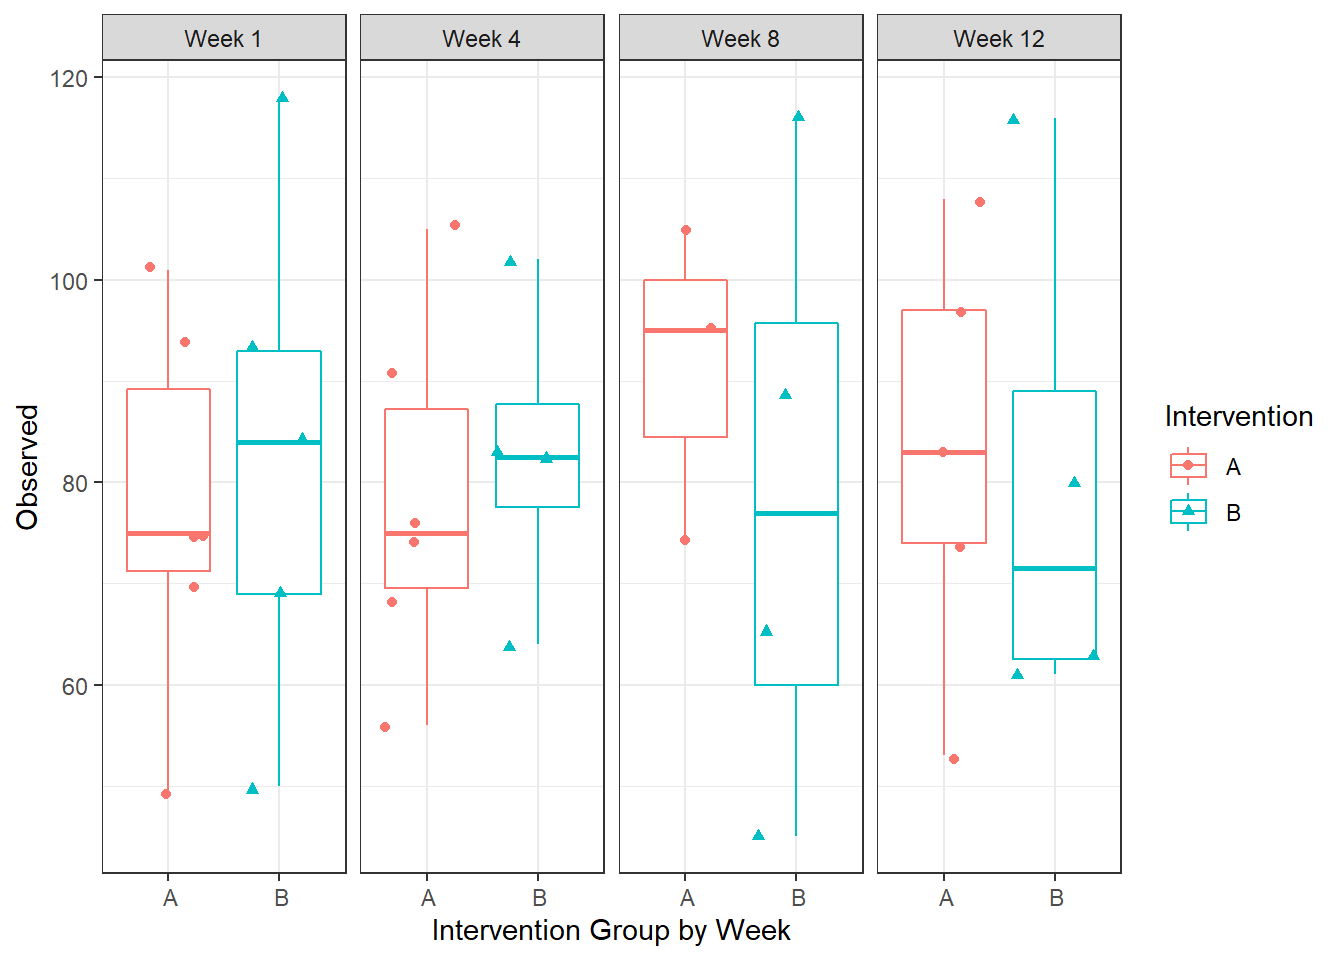 Week 1 Week 4 Week 8 Week 12
120
100
80
60
Observed
A B A B A B A B
Intervention Group by Week
Intervention
A
B